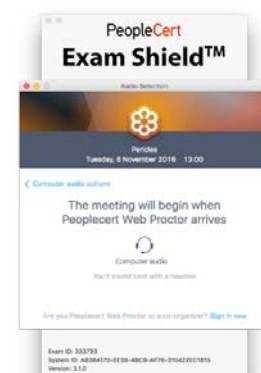 PeopleCert
Exam Shield™
Audio Selection
Pericles
Tuesday, 8 November 2016 13:00
Computer audio options
The meeting will begin when
Peoplecert Web Proctor arrives
Computer audio
You'll sound best with a headset
Are you Peoplecert Web Proctor or a co-organizer? Sign in now
Exam ID: 333793
Version: 3.1.0